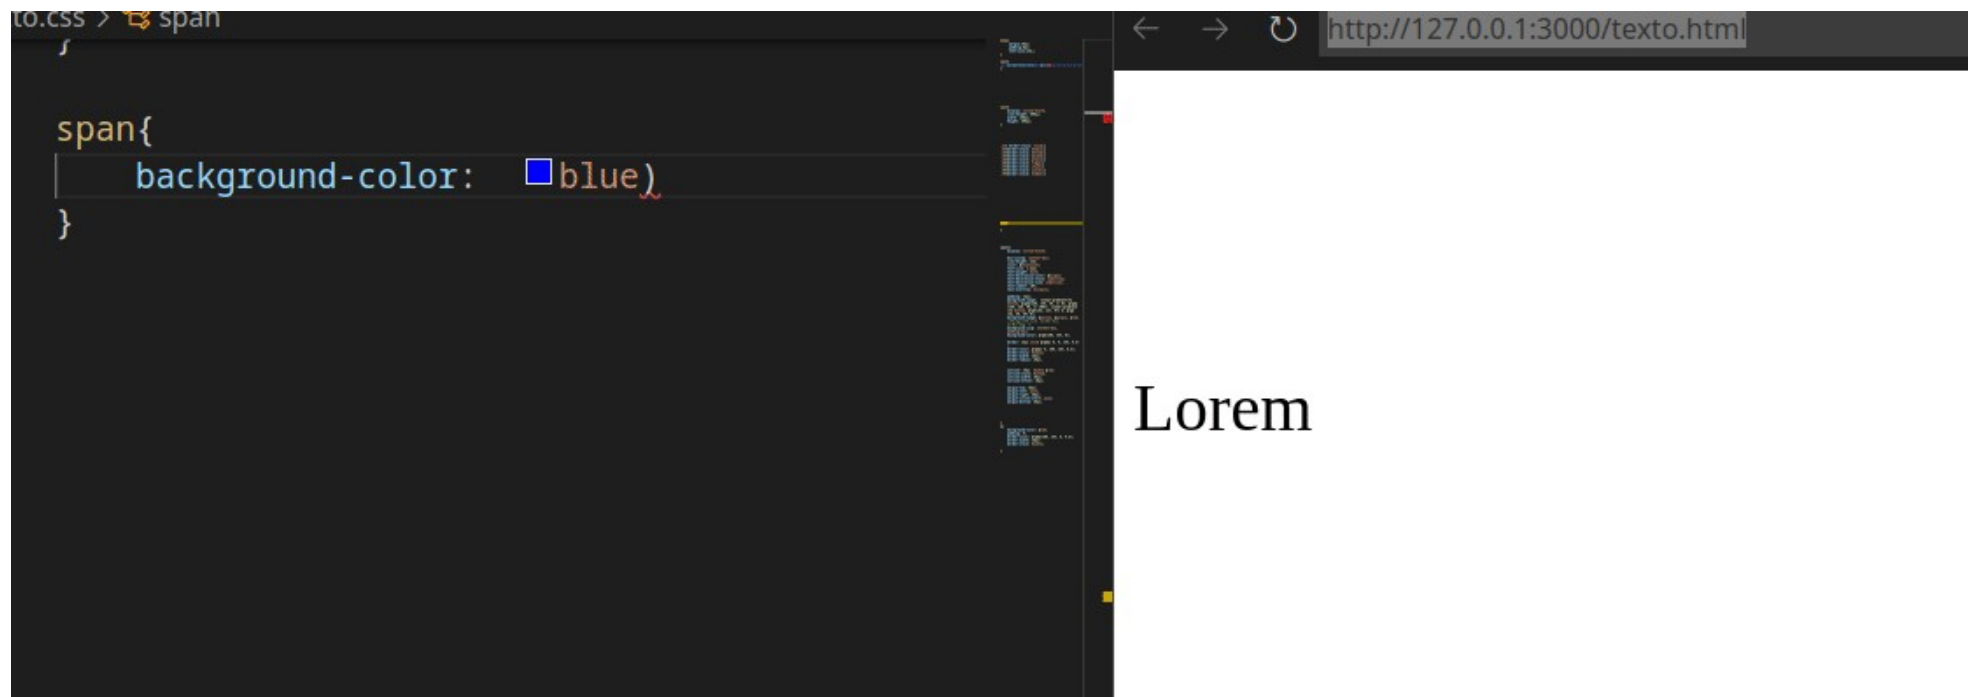 to.css > span
}
span{
background-color: blue)
}
http://127.0.0.1:3000/texto.html
Lorem